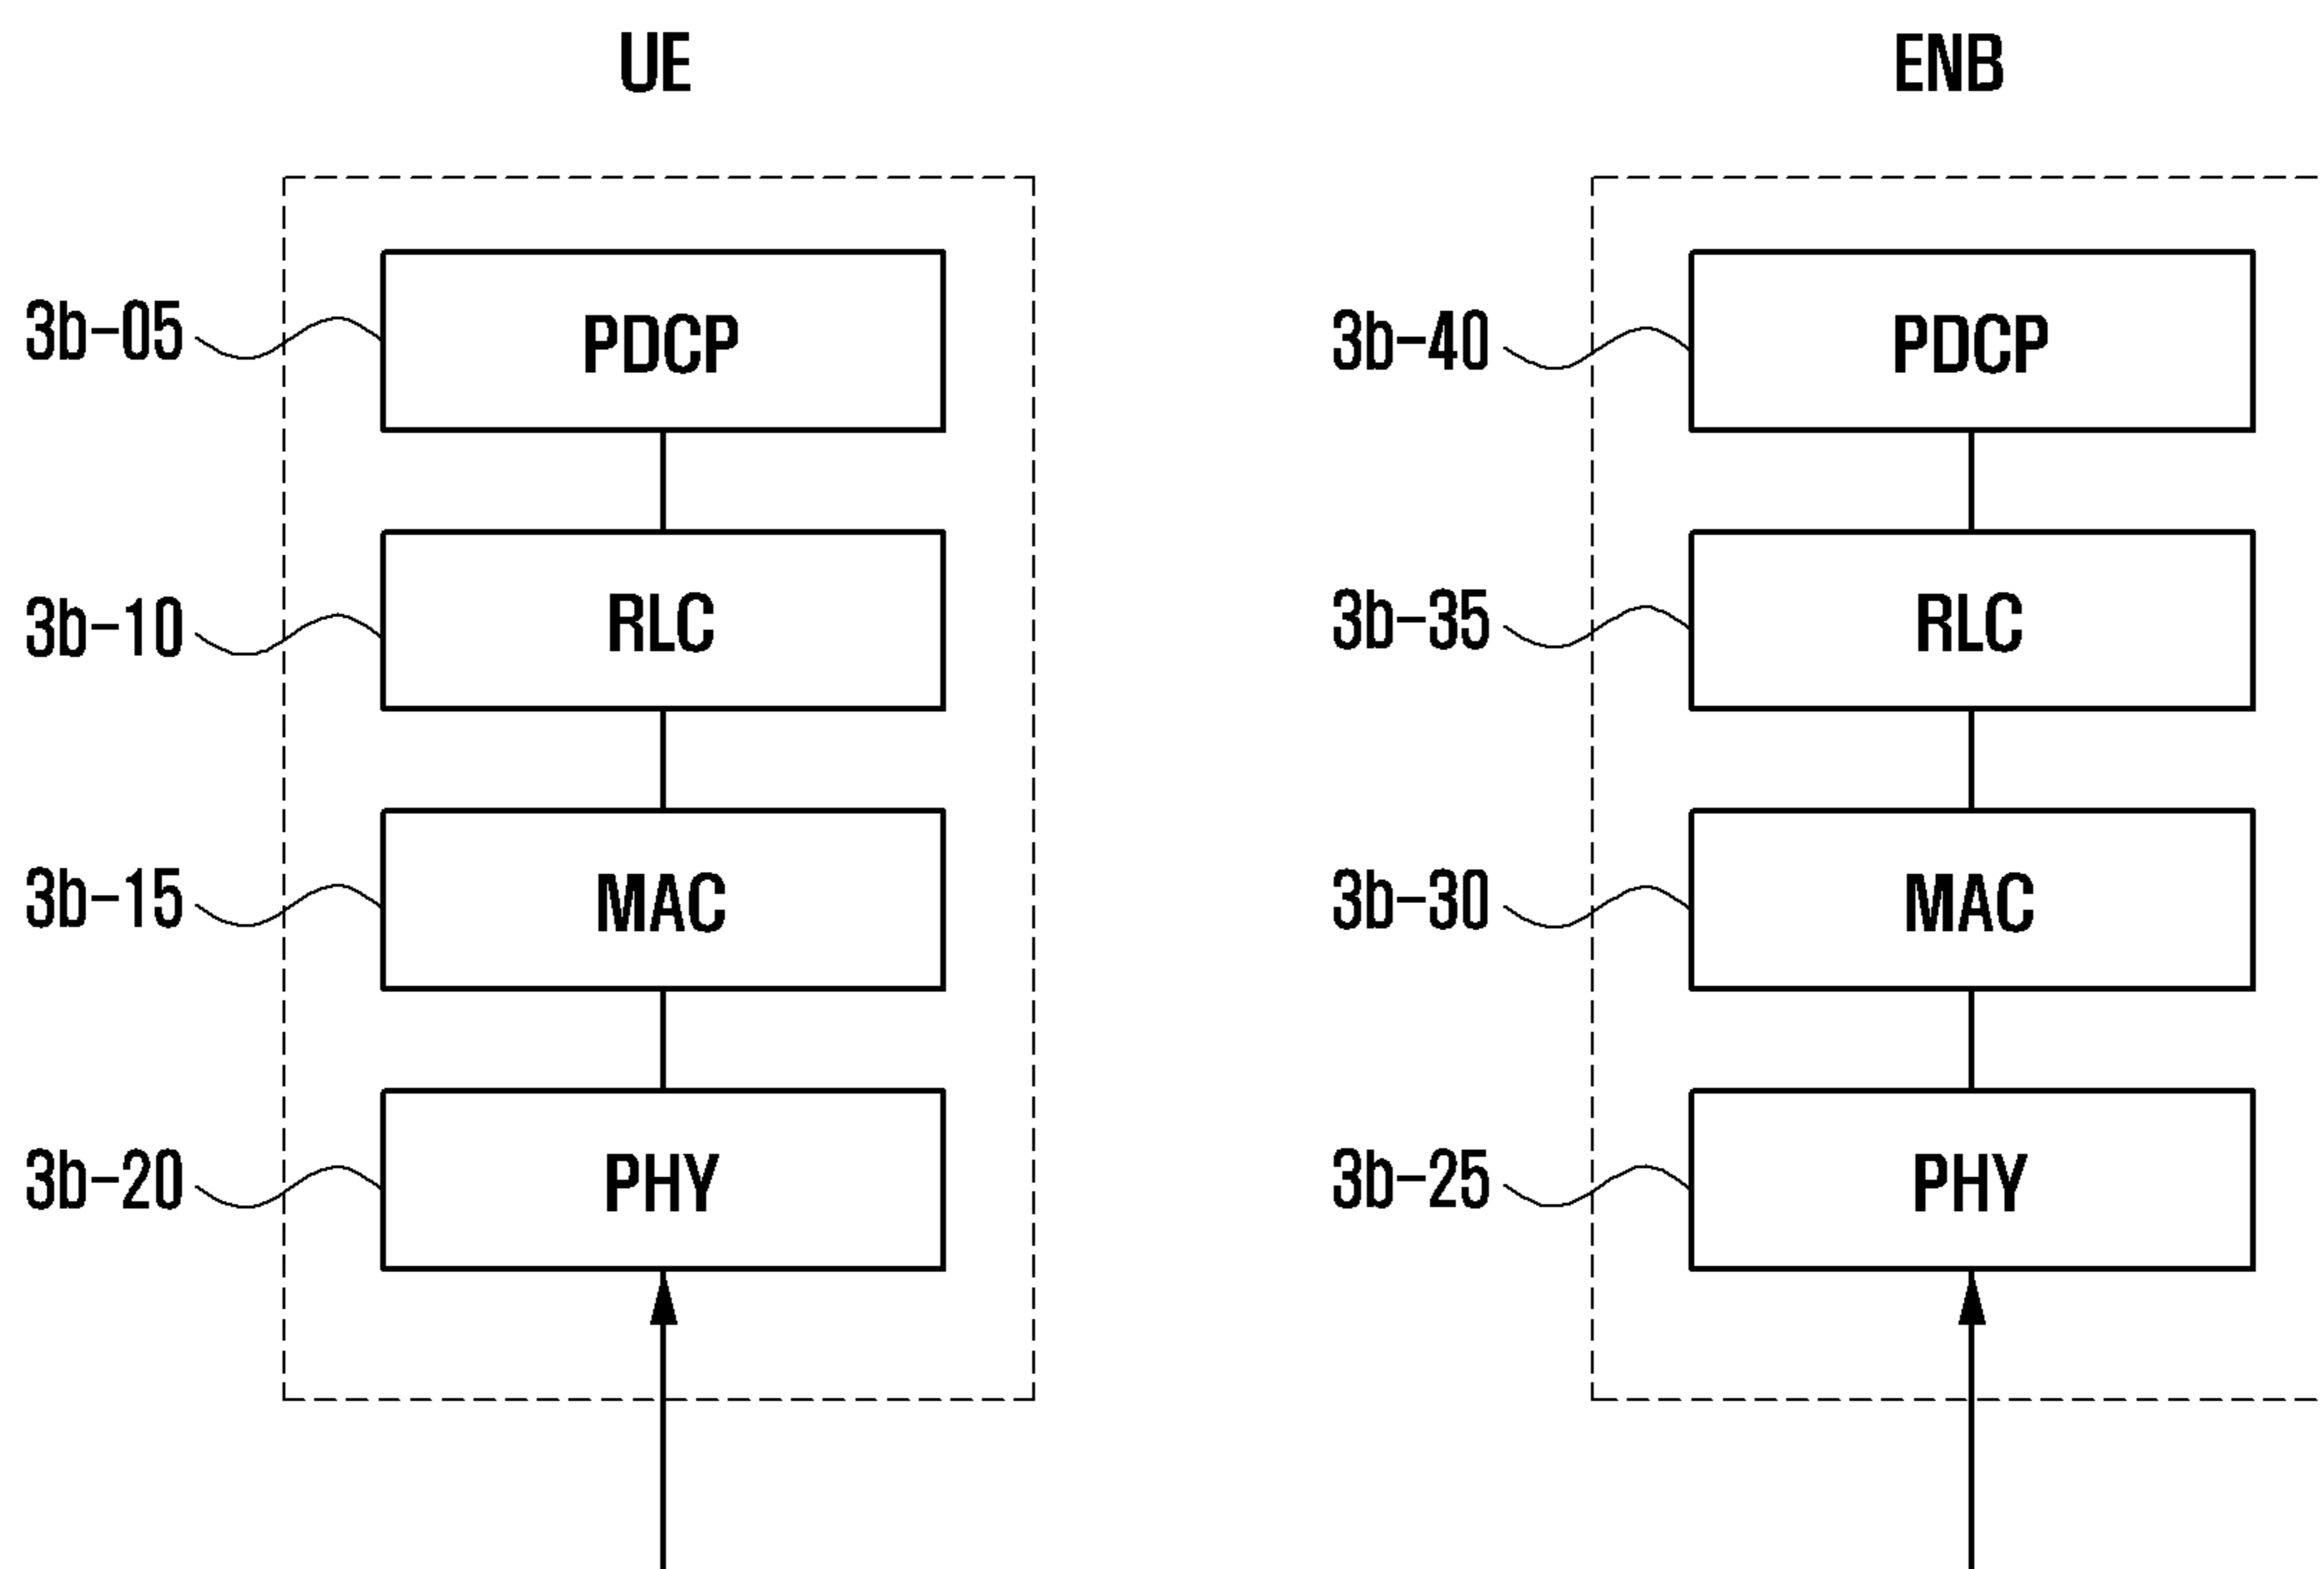 UE
ENB
3b-05
PDCP
3b-40
PDCP
3b-10
RLC
3b-35
RLC
3b-15
MAC
3b-30
MAC
3b-20
PHY
3b-25
PHY